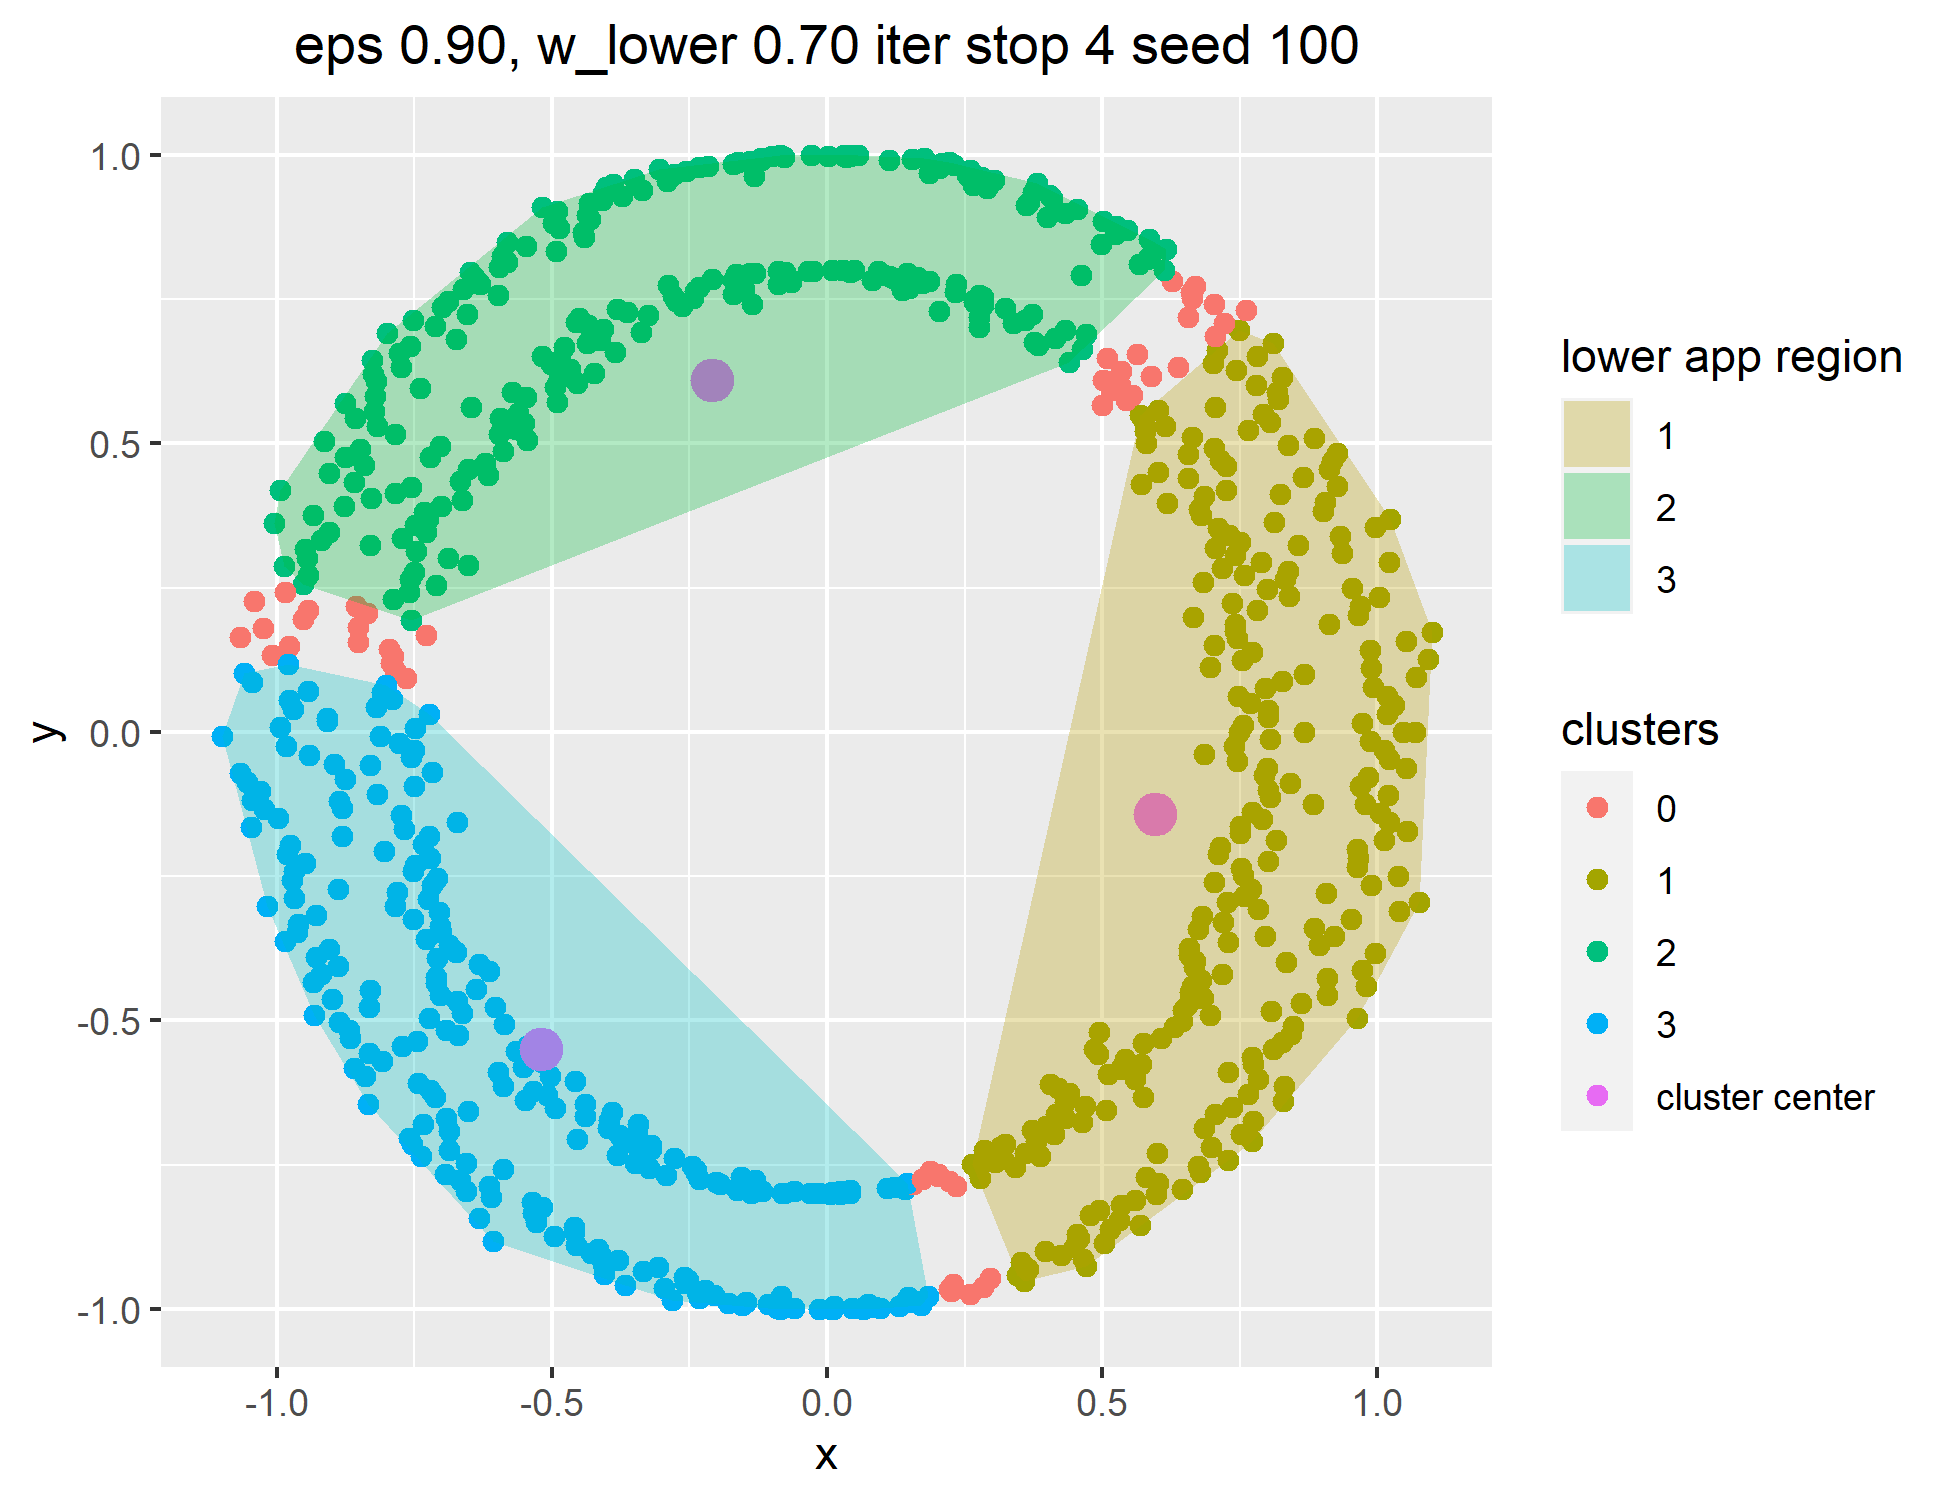 eps 0.90, w_lower 0.70 iter stop 4 seed 100
1.0
0.5
0.0
-0.5
-1.0
y
-1.0 -0.5 0.0 0.5 1.0
x
lower app region
1
2
3
clusters
0
1
2
3
cluster center